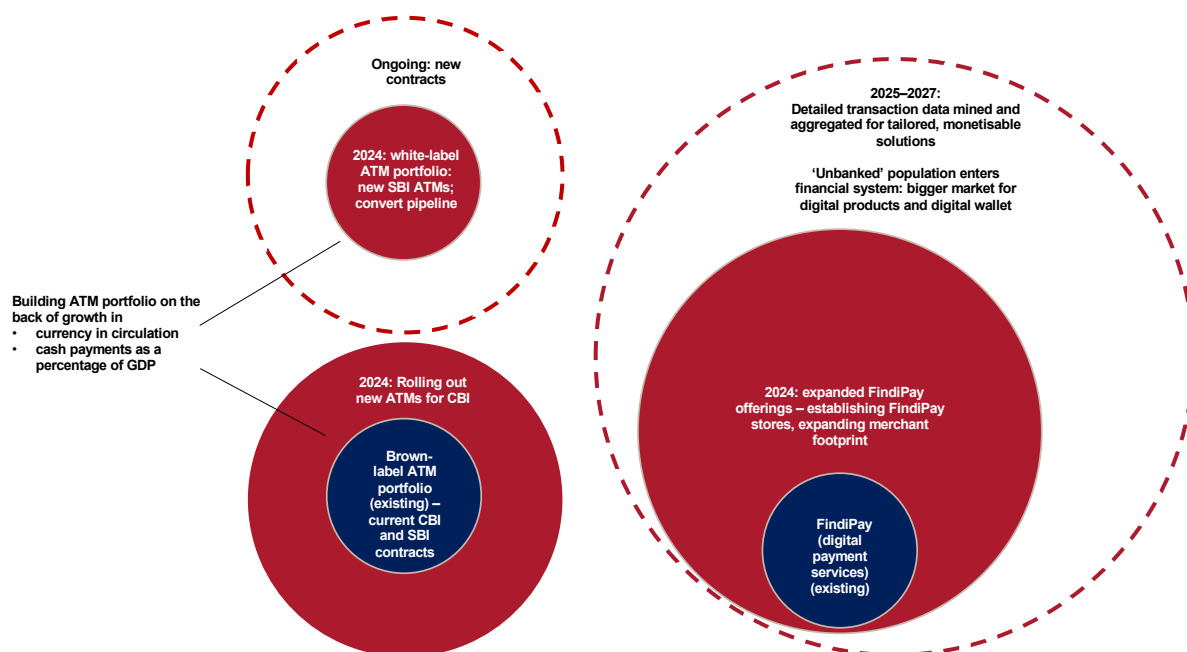 Ongoing: new
contracts
2024: white-label
ATM portfolio:
new SBI ATMs;
convert pipeline
Building ATM portfolio on the
back of growth in
• currency in circulation
• cash payments as a
percentage of GDP
2024: Rolling out
new ATMs for CBI
Brown-
label ATM
portfolio
(existing) –
current CBI
and SBI
contracts
2025–2027:
Detailed transaction data mined and
aggregated for tailored, monetisable
solutions
‘Unbanked’ population enters
financial system: bigger market for
digital products and digital wallet
2024: expanded FindiPay
offerings – establishing FindiPay
stores, expanding merchant
footprint
FindiPay
(digital
payment
services)
(existing)